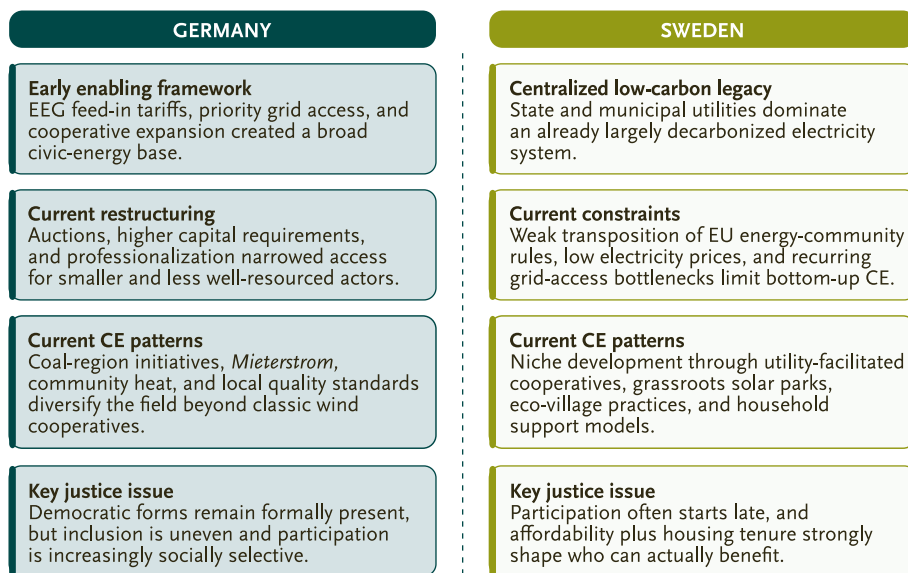 GERMANY
Early enabling framework
EEG feed-in tariffs, priority grid access, and
cooperative expansion created a broad
civic-energy base.
Current restructuring
Auctions, higher capital requirements,
and professionalization narrowed access
for smaller and less well-resourced actors.
Current CE patterns
Coal-region initiatives, Mieterstrom,
community heat, and local quality standards
diversify the field beyond classic wind
cooperatives.
Key justice issue
Democratic forms remain formally present,
but inclusion is uneven and participation
is increasingly socially selective.
SWEDEN
Centralized low-carbon legacy
State and municipal utilities dominate
an already largely decarbonized electricity
system.
Current constraints
Weak transposition of EU energy-community
rules, low electricity prices, and recurring
grid-access bottlenecks limit bottom-up CE.
Current CE patterns
Niche development through utility-facilitated
cooperatives, grassroots solar parks,
eco-village practices, and household
support models.
Key justice issue
Participation often starts late, and
affordability plus housing tenure strongly
shape who can actually benefit.